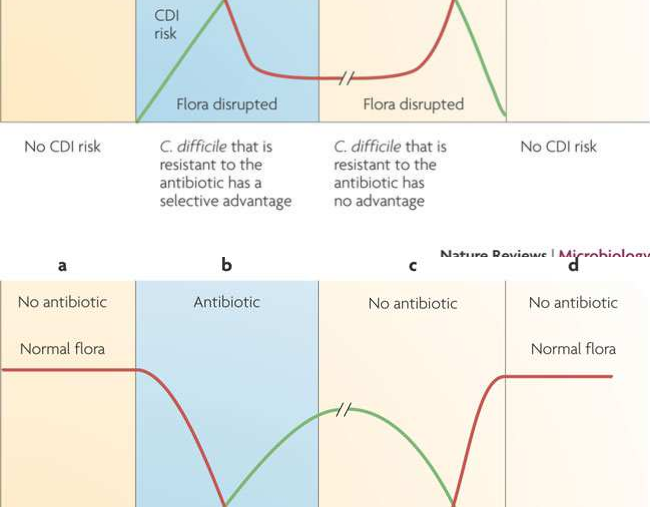 CDI
risk
Flora disrupted
Flora disrupted
No CDI risk
C. difficile that is
resistant to the
antibiotic has a
selective advantage
C. difficile that is
resistant to the
antibiotic has
no advantage
No CDI risk
Nature Reviews | Microbiology
a b c d
No antibiotic
Antibiotic
No antibiotic
No antibiotic
Normal flora
Normal flora